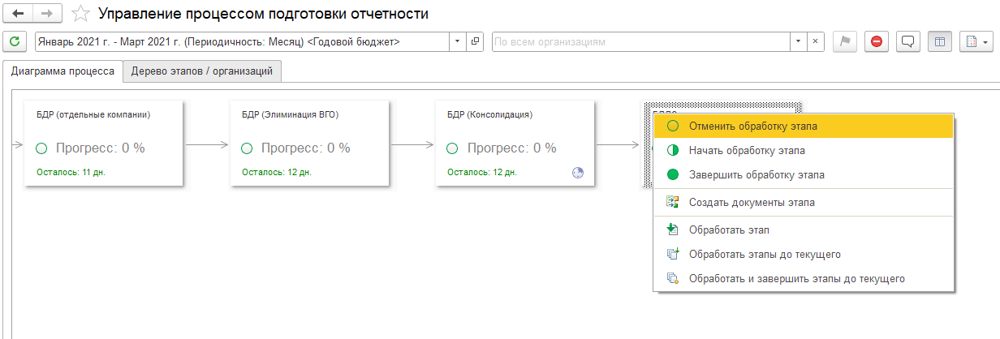 Управление процессом подготовки отчетности
Январь 2021 г. - Март 2021 г. (Периодичность: Месяц) <Годовой бюджет>
По всем организациям
Диаграмма процесса
Дерево этапов / организаций
БДР (отдельные компании)
Прогресс: 0 %
Осталось: 11 дн.
БДР (Элиминация ВГО)
Прогресс: 0 %
Осталось: 12 дн.
БДР (Консолидация)
Прогресс: 0 %
Осталось: 12 дн.
Отменить обработку этапа
Начать обработку этапа
Завершить обработку этапа
Создать документы этапа
Обработать этап
Обработать этапы до текущего
Обработать и завершить этапы до текущего